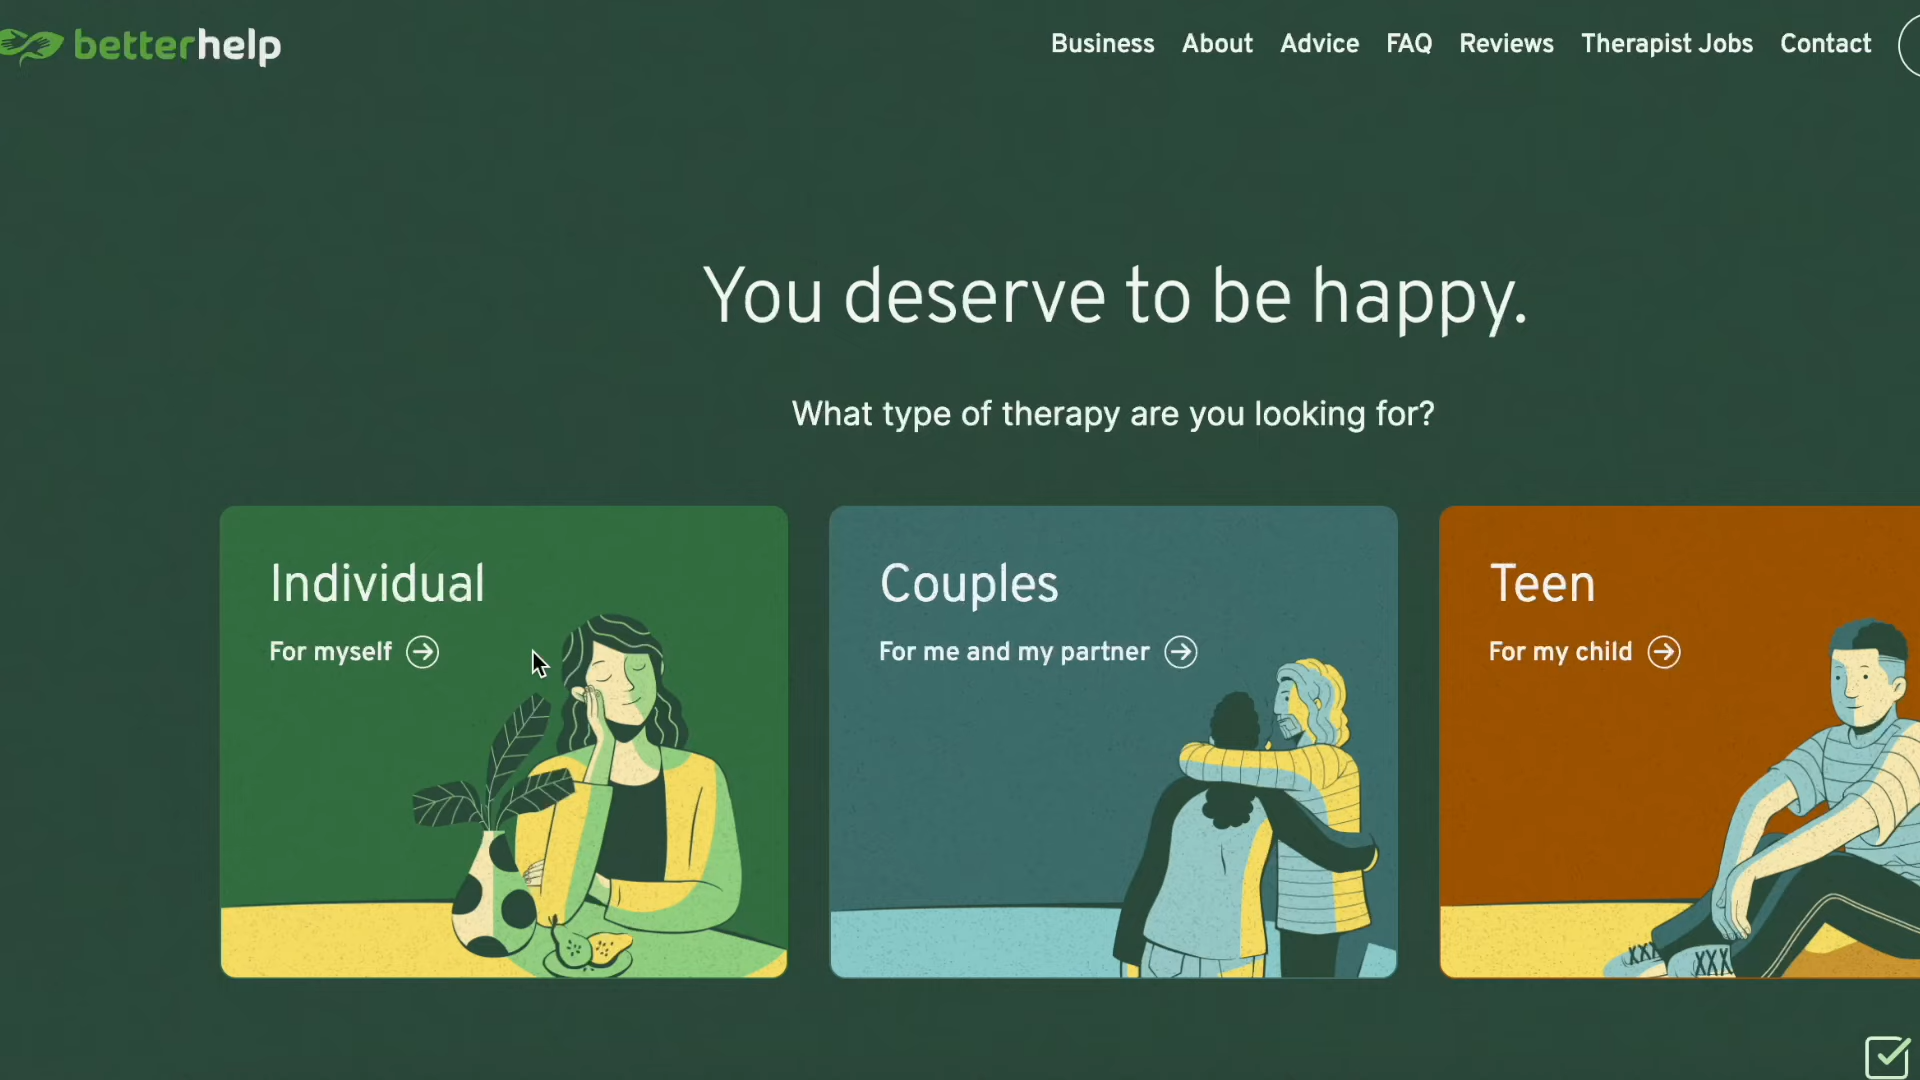 betterhelp
Business About Advice FAQ Reviews Therapist Jobs Contact
You deserve to be happy.
What type of therapy are you looking for?
Individual
For myself
Couples
For me and my partner
Teen
For my child